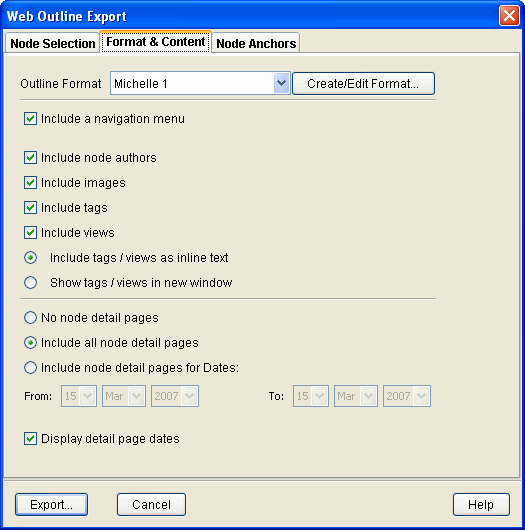 Web Outline Export
Node Selection Format & Content Node Anchors
Outline Format Michelle 1 Create/Edit Format...
Include a navigation menu
Include node authors
Include images
Include tags
Include views
Include tags / views as inline text
Show tags / views in new window
No node detail pages
Include all node detail pages
Include node detail pages for Dates:
From: 15 Mar 2007 To: 15 Mar 2007
Display detail page dates
Export... Cancel Help